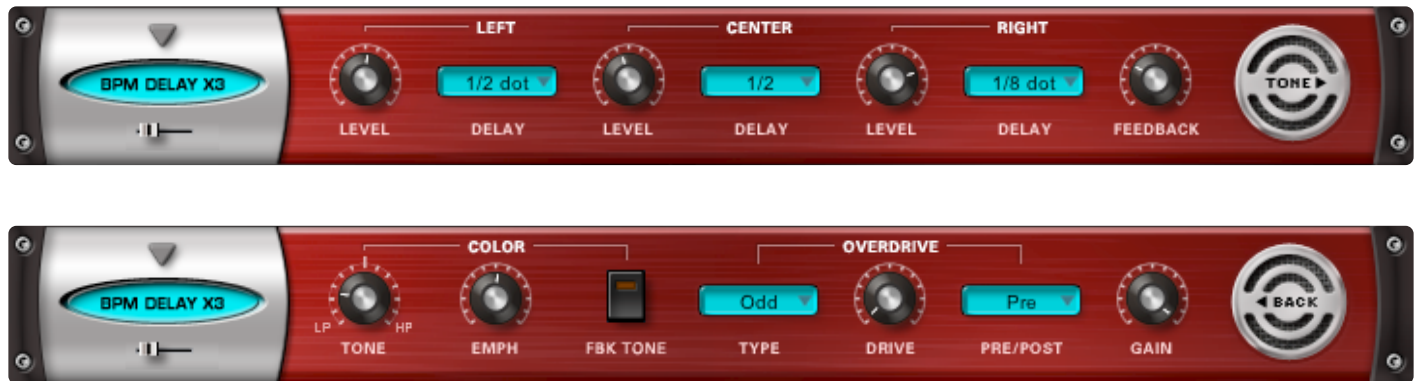 LEFT CENTER RIGHT
BPM DELAY X3 1/2 dot 1/2 1/8 dot TONE
LEVEL DELAY LEVEL DELAY LEVEL DELAY FEEDBACK
COLOR OVERDRIVE
BPM DELAY X3 Odd Pre BACK
LP HP
TONE EMPH FBK TONE TYPE DRIVE PRE/POST GAIN